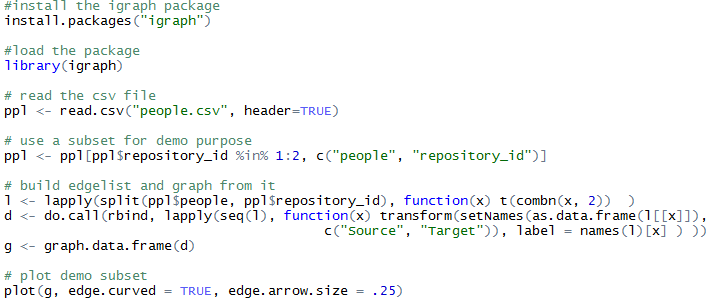 #install the igraph package
install.packages("igraph")
#load the package
library(igraph)
# read the csv file
ppl <- read.csv("people.csv", header=TRUE)
# use a subset for demo purpose
ppl <- ppl[ppl$repository_id %in% 1:2, c("people", "repository_id")]
# build edgelist and graph from it
l <- lapply(split(ppl$people, ppl$repository_id), function(x) t(combn(x, 2))  )
d <- do.call(rbind, lapply(seq(l), function(x) transform(setNames(as.data.frame(l[[x]]),
c("Source", "Target")), label = names(l)[x] ) ))
g <- graph.data.frame(d)
# plot demo subset
plot(g, edge.curved = TRUE, edge.arrow.size = .25)